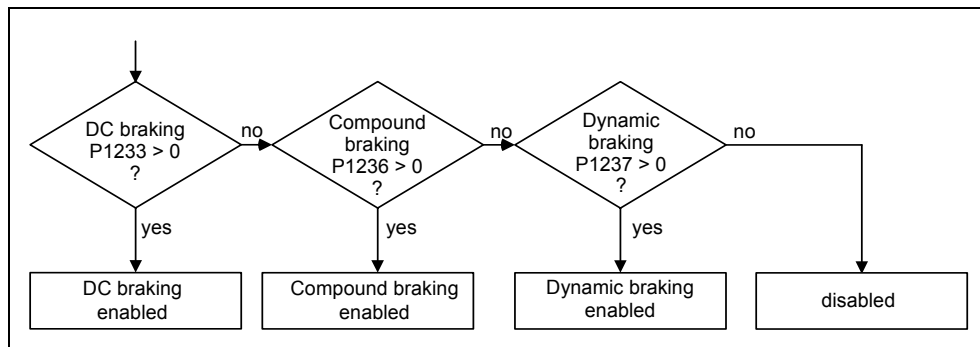 DC braking
P1233 > 0
?
no
Compound
braking
P1236 > 0
?
no
Dynamic
braking
P1237 > 0
?
no
yes
yes
yes
DC braking
enabled
Compound braking
enabled
Dynamic braking
enabled
disabled